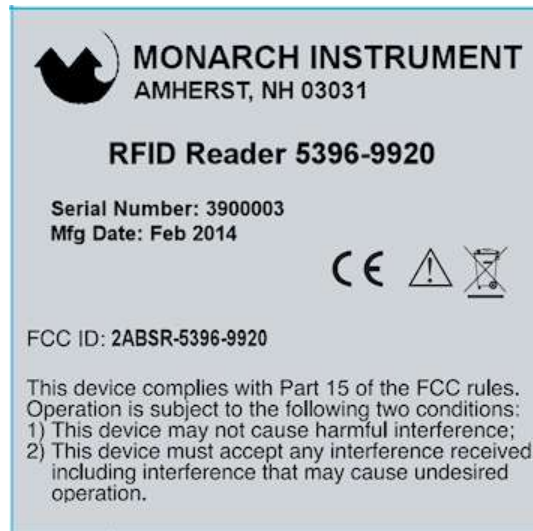 MONARCH INSTRUMENT
AMHERST, NH 03031
RFID Reader 5396-9920
Serial Number: 3900003
Mfg Date: Feb 2014
CE
FCC ID: 2ABSR-5396-9920
This device complies with Part 15 of the FCC rules.
Operation is subject to the following two conditions:
1) This device may not cause harmful interference;
2) This device must accept any interference received
including interference that may cause undesired
operation.